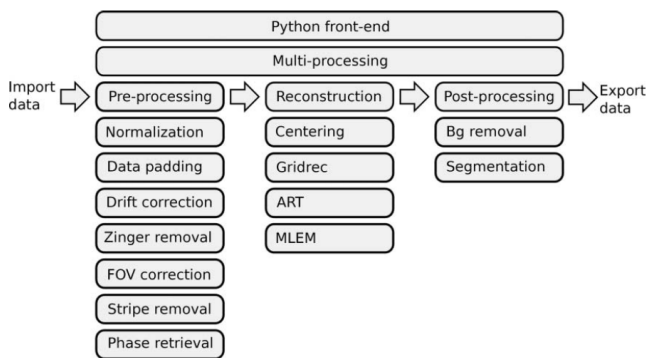 Python front-end
Multi-processing
Import
data
Pre-processing
Reconstruction
Post-processing
Export
data
Normalization
Data padding
Drift correction
Zinger removal
FOV correction
Stripe removal
Phase retrieval
Centering
Gridrec
ART
MLEM
Bg removal
Segmentation